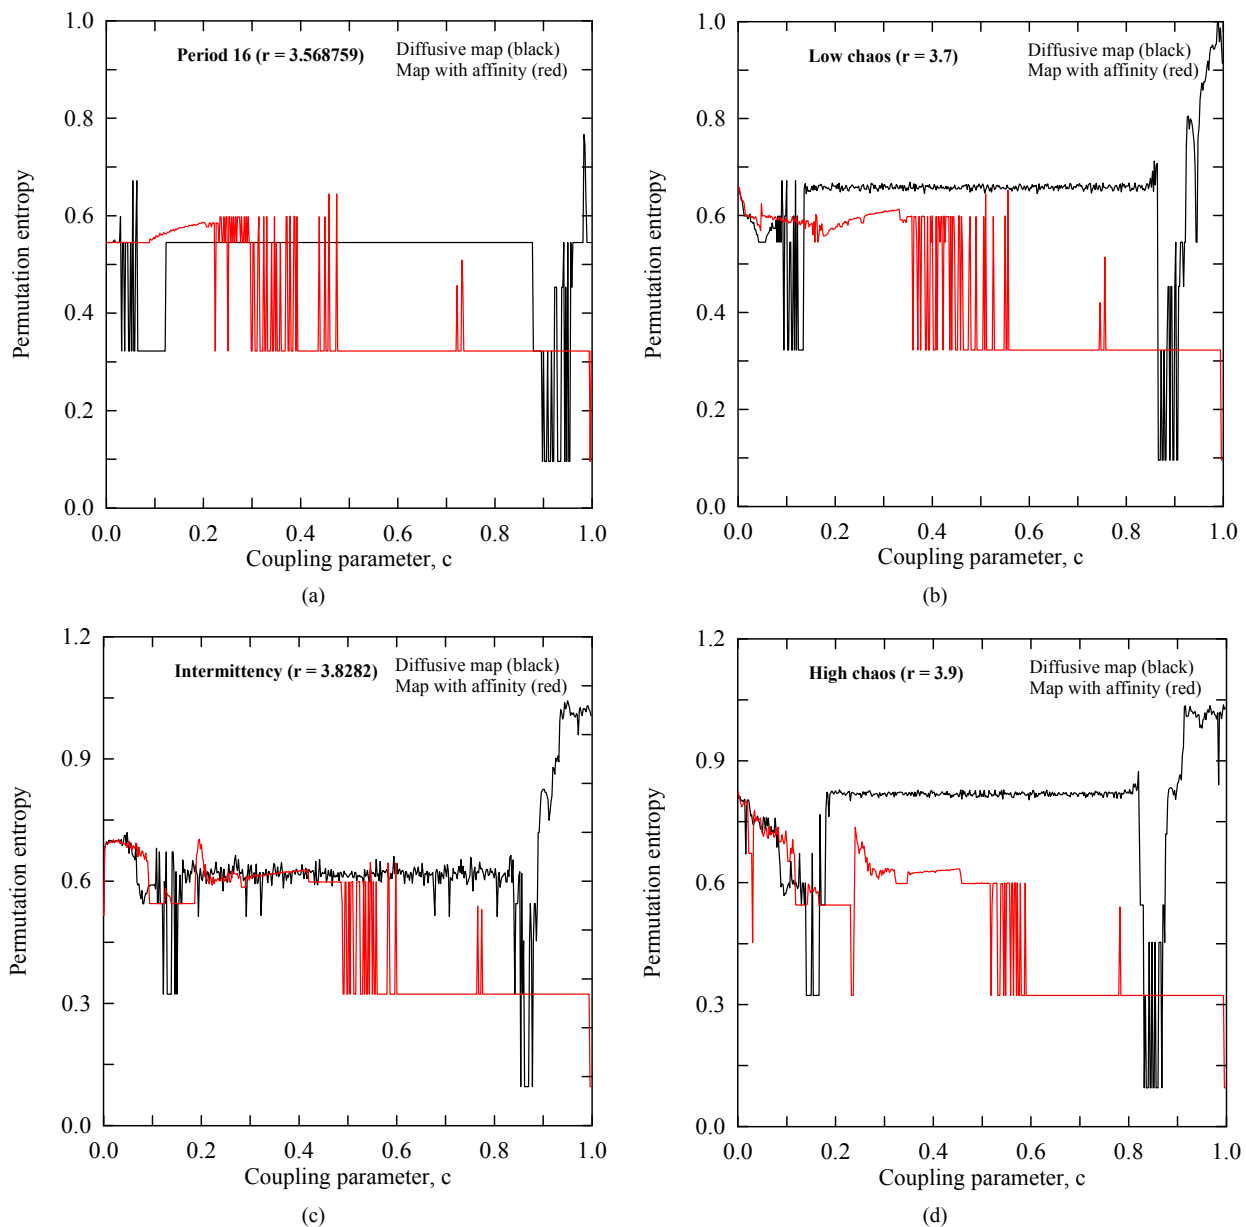 Period 16 (r = 3.568759)
Diffusive map (black)
Map with affinity (red)
Permutation entropy
1.0
0.8
0.6
0.4
0.2
0.0
0.0 0.2 0.4 0.6 0.8 1.0
Coupling parameter, c
(a)
Low chaos (r = 3.7)
Diffusive map (black)
Map with affinity (red)
Permutation entropy
1.0
0.8
0.6
0.4
0.2
0.0
0.0 0.2 0.4 0.6 0.8 1.0
Coupling parameter, c
(b)
Intermittency (r = 3.8282)
Diffusive map (black)
Map with affinity (red)
Permutation entropy
1.2
0.9
0.6
0.3
0.0
0.0 0.2 0.4 0.6 0.8 1.0
Coupling parameter, c
(c)
High chaos (r = 3.9)
Diffusive map (black)
Map with affinity (red)
Permutation entropy
1.2
0.9
0.6
0.3
0.0
0.0 0.2 0.4 0.6 0.8 1.0
Coupling parameter, c
(d)